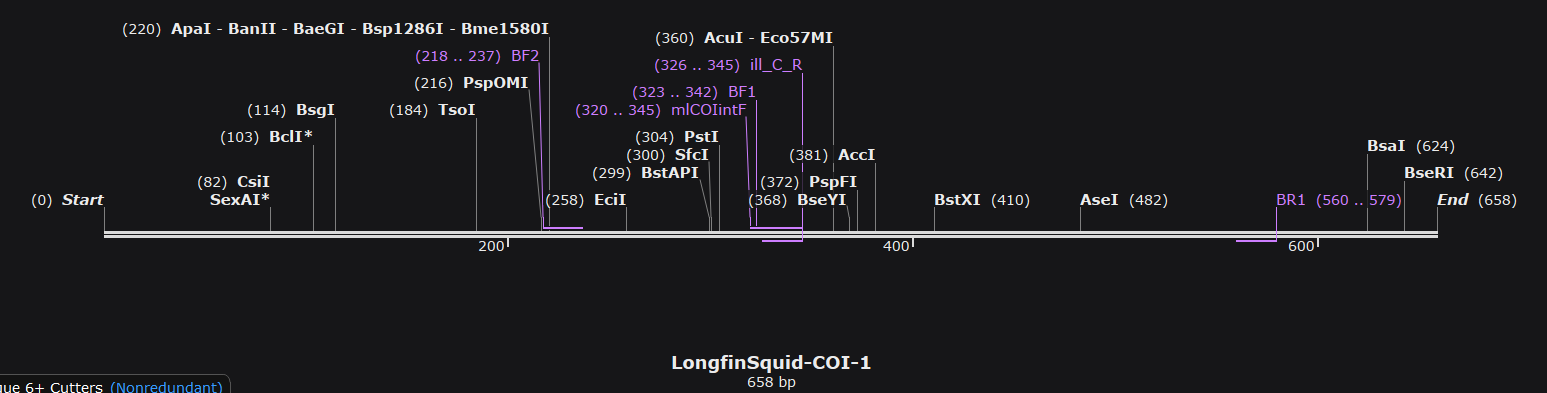 (220) ApaI - BanII - BaeGI - Bsp1286I - Bme1580I
(360) AcuI - Eco57MI
(218 .. 237) BF2
(326 .. 345) ill_C_R
(216) PspOMI
(323 .. 342) BF1
(114) BsgI
(184) TsoI
(320 .. 345) mlCOIintF
(103) BclI*
(304) PstI
(300) SfcI
(381) AccI
BsaI (624)
(299) BstAPI
BseRI (642)
(82) CsiI
(372) PspFI
(0) Start
SexAI*
(258) EciI
(368) BseYI
BstXI (410)
AseI (482)
BR1 (560 .. 579)
End (658)
200
400
600
LongfinSquid-COI-1
658 bp
que 6+ Cutters (Nonredundant)